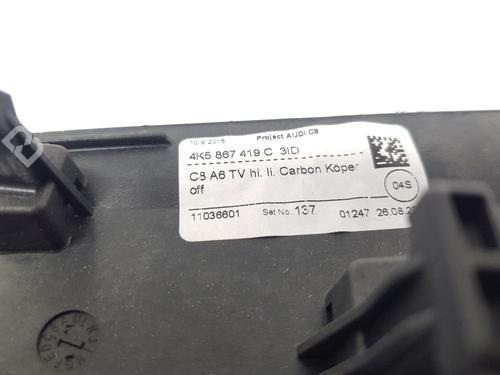 10.9.2018 Project AUDI C8
4K5 867 419 C 3ID
C8 A6 TV hi. li. Carbon Köper
off
04S
11036601 Set No.:137 01247 26.08.2